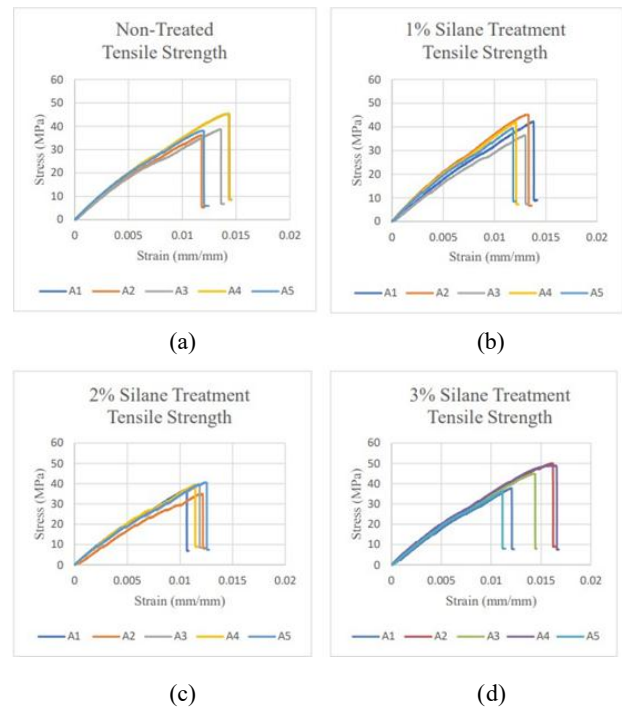 Non-Treated
Tensile Strength
Stress (MPa)
60
50
40
30
20
10
0
0 0.005 0.01 0.015 0.02
Strain (mm/mm)
A1 A2 A3 A4 A5
(a)
1% Silane Treatment
Tensile Strength
Stress (MPa)
60
50
40
30
20
10
0
0 0.005 0.01 0.015 0.02
Strain (mm/mm)
A1 A2 A3 A4 A5
(b)
2% Silane Treatment
Tensile Strength
Stress (MPa)
60
50
40
30
20
10
0
0 0.005 0.01 0.015 0.02
Strain (mm/mm)
A1 A2 A3 A4 A5
(c)
3% Silane Treatment
Tensile Strength
Stress (MPa)
60
50
40
30
20
10
0
0 0.005 0.01 0.015 0.02
Strain (mm/mm)
A1 A2 A3 A4 A5
(d)